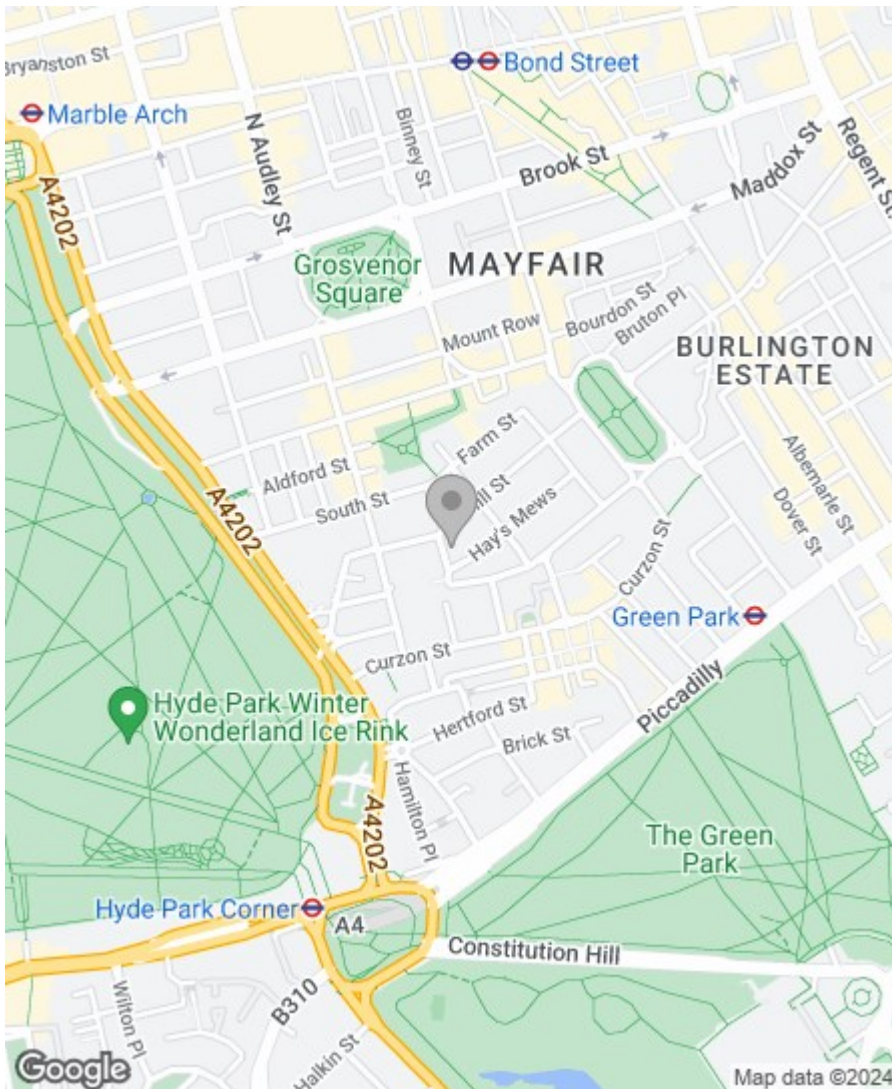 Bryanston St
Bond Street
Marble Arch
N Audley St
Binney St
Brook St
Maddox St
Regent St
A4202
Grosvenor
Square
MAYFAIR
Mount Row
Bourdon St
Bruton Pl
BURLINGTON
ESTATE
Aldford St
Farm St
South St
Hill St
Hay's Mews
Albemarle St
Dover St
A4202
Curzon St
Green Park
Curzon St
Piccadilly
Hyde Park Winter
Wonderland Ice Rink
Hertford St
Brick St
Hamilton Pl
A4202
The Green
Park
Hyde Park Corner
A4
Constitution Hill
Wilton Pl
B310
Halkin St
Google
Map data ©2024